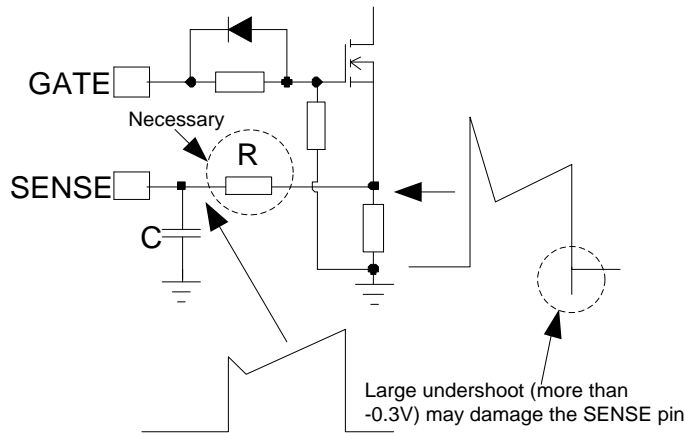 GATE
Necessary
R
SENSE
C
Large undershoot (more than
-0.3V) may damage the SENSE pin